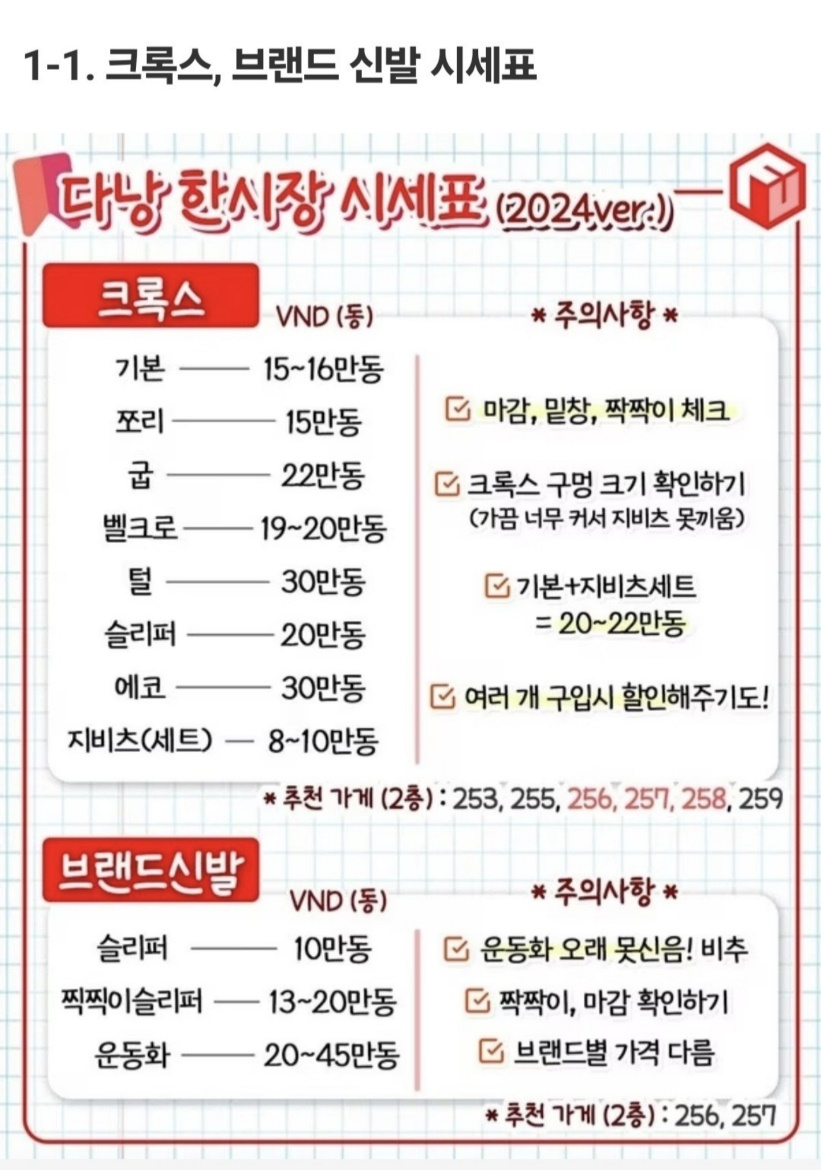 1-1. 크록스, 브랜드 신발 시세표
다낭 한시장 시세표 (2024ver.))
크록스
VND (동)
* 주의사항 *
기본 15~16만동
쪼리 15만동
굽 22만동
벨크로 19~20만동
털 30만동
슬리퍼 20만동
에코 30만동
지비츠(세트) 8~10만동
마감, 밑창, 짝짝이 체크
크록스 구멍 크기 확인하기
(가끔 너무 커서 지비츠 못끼움)
기본+지비츠세트
= 20~22만동
여러 개 구입시 할인해주기도!
* 추천 가게 (2층) : 253, 255, 256, 257, 258, 259
브랜드신발
VND (동)
* 주의사항 *
슬리퍼 10만동
찍찍이슬리퍼 13~20만동
운동화 20~45만동
운동화 오래 못신음! 비추
짝짝이, 마감 확인하기
브랜드별 가격 다름
* 추천 가게 (2층) : 256, 257